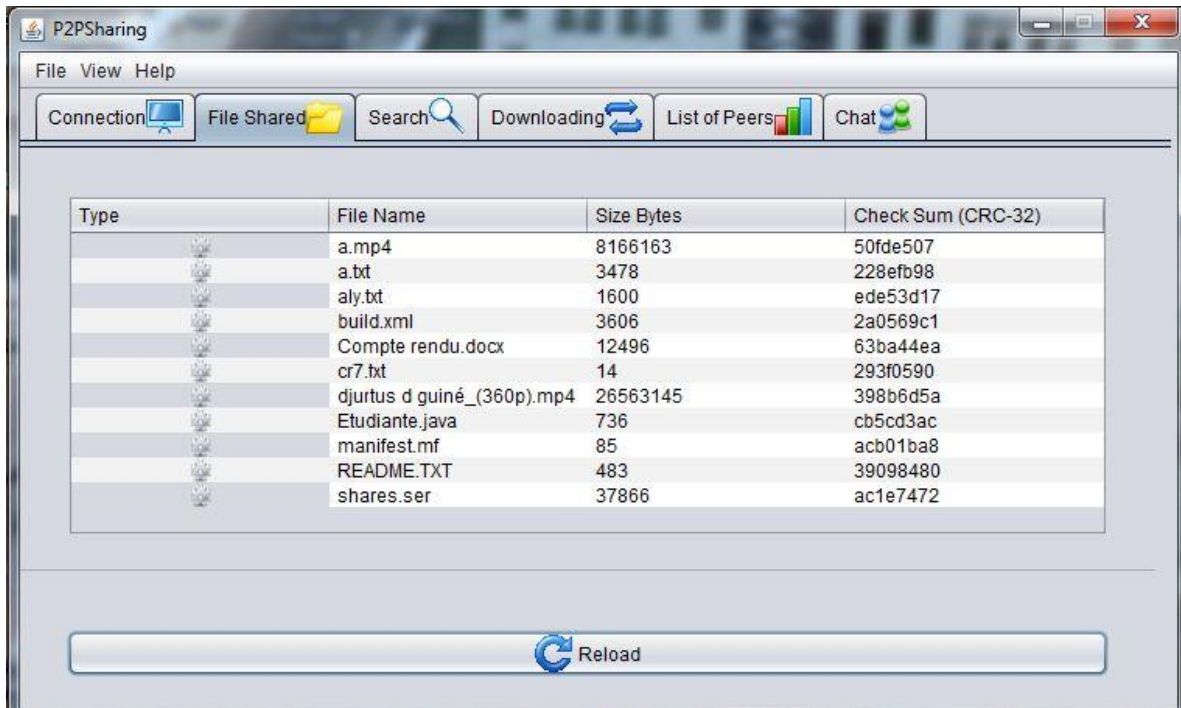 P2PSharing
File View Help
Connection File Shared Search Downloading List of Peers Chat
Type File Name Size Bytes Check Sum (CRC-32)
a.mp4 8166163 50fde507
a.txt 3478 228efb98
aly.txt 1600 ede53d17
build.xml 3606 2a0569c1
Compte rendu.docx 12496 63ba44ea
cr7.txt 14 293f0590
djurtus d guiné_(360p).mp4 26563145 398b6d5a
Etudiante.java 736 cb5cd3ac
manifest.mf 85 acb01ba8
README.TXT 483 39098480
shares.ser 37866 ac1e7472
Reload